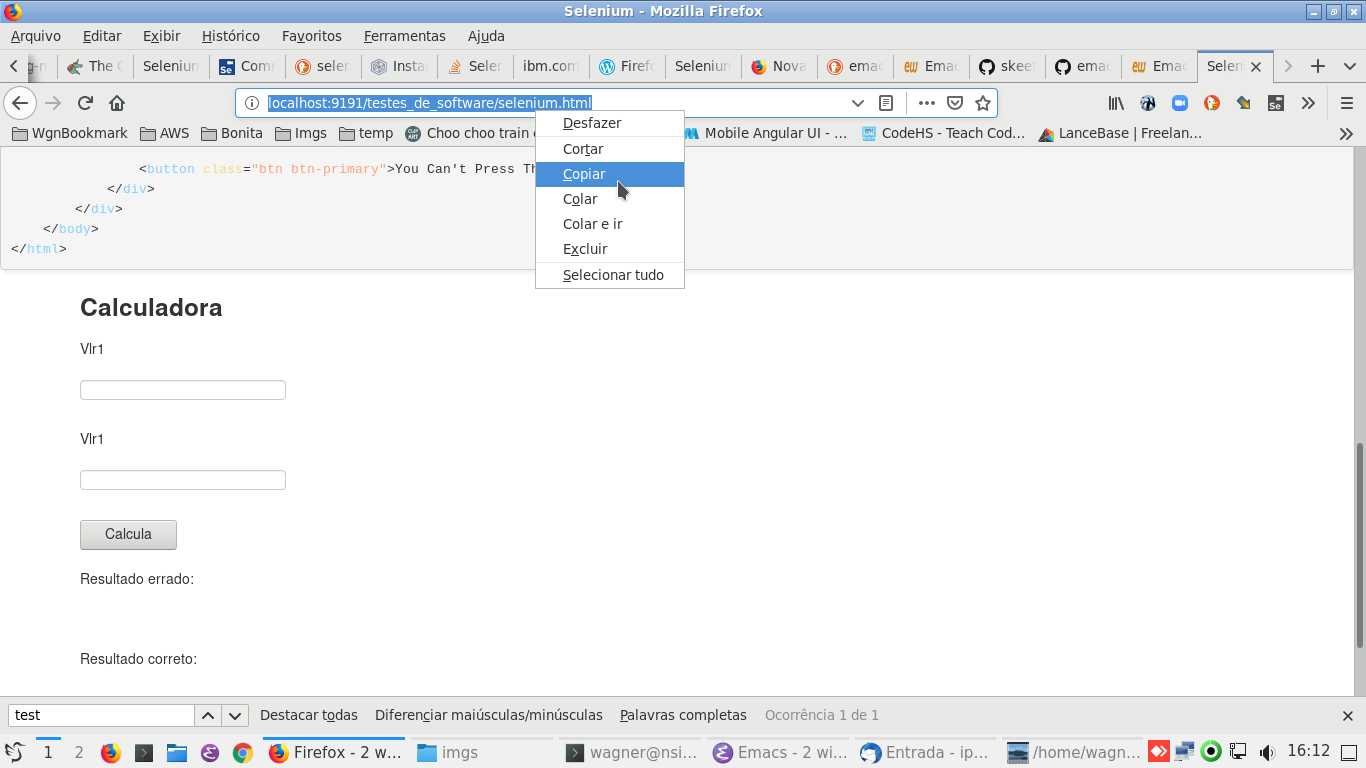 Selenium - Mozilla Firefox
Arquivo Editar Exibir Histórico Favoritos Ferramentas Ajuda
The Selenium Com selen Insta Selen ibm.com Firefo Selenium Nova emac Emac skee emac Emac Selen
localhost:9191/testes_de_software/selenium.html
WgnBookmark AWS Bonita Imgs temp Choo choo train Mobile Angular UI - ... CodeHS - Teach Cod... LanceBase | Freelan...
Desfazer
Cortar
Copiar
Colar
Colar e ir
Excluir
Selecionar tudo
<button class="btn btn-primary">You Can't Press Th
</div>
</div>
</body>
</html>
Calculadora
Vlr1
Vlr1
Calcula
Resultado errado:
Resultado correto:
test Destacar todas Diferenciar maiúsculas/minúsculas Palavras completas Ocorrência 1 de 1
1 2 Firefox - 2 w... imgs wagner@nsi... Emacs - 2 wi... Entrada - ip... /home/wagn... 16:12